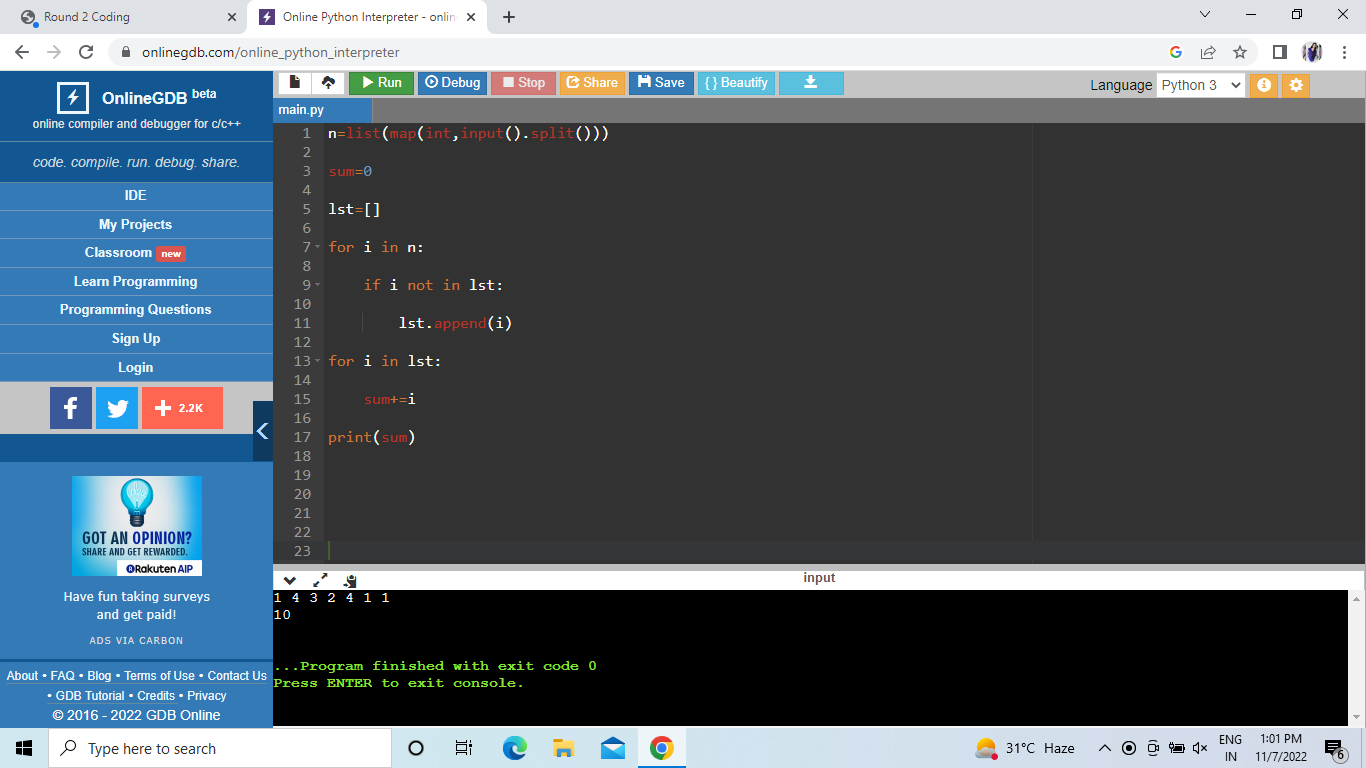 Round 2 Coding
Online Python Interpreter - onlin
onlinegdb.com/online_python_interpreter
OnlineGDB beta
online compiler and debugger for c/c++
code. compile. run. debug. share.
IDE
My Projects
Classroom new
Learn Programming
Programming Questions
Sign Up
Login
2.2K
GOT AN OPINION?
SHARE AND GET REWARDED.
Rakuten AIP
Have fun taking surveys
and get paid!
ADS VIA CARBON
About • FAQ • Blog • Terms of Use • Contact Us
• GDB Tutorial • Credits • Privacy
© 2016 - 2022 GDB Online
Run Debug Stop Share Save { } Beautify
Language Python 3
main.py
1 n=list(map(int,input().split()))
2
3 sum=0
4
5 lst=[]
6
7 for i in n:
8
9 if i not in lst:
10
11 lst.append(i)
12
13 for i in lst:
14
15 sum+=i
16
17 print(sum)
18
19
20
21
22
23
input
1 4 3 2 4 1 1
10
...Program finished with exit code 0
Press ENTER to exit console.
Type here to search
31°C Haze
ENG
IN
1:01 PM
11/7/2022
6